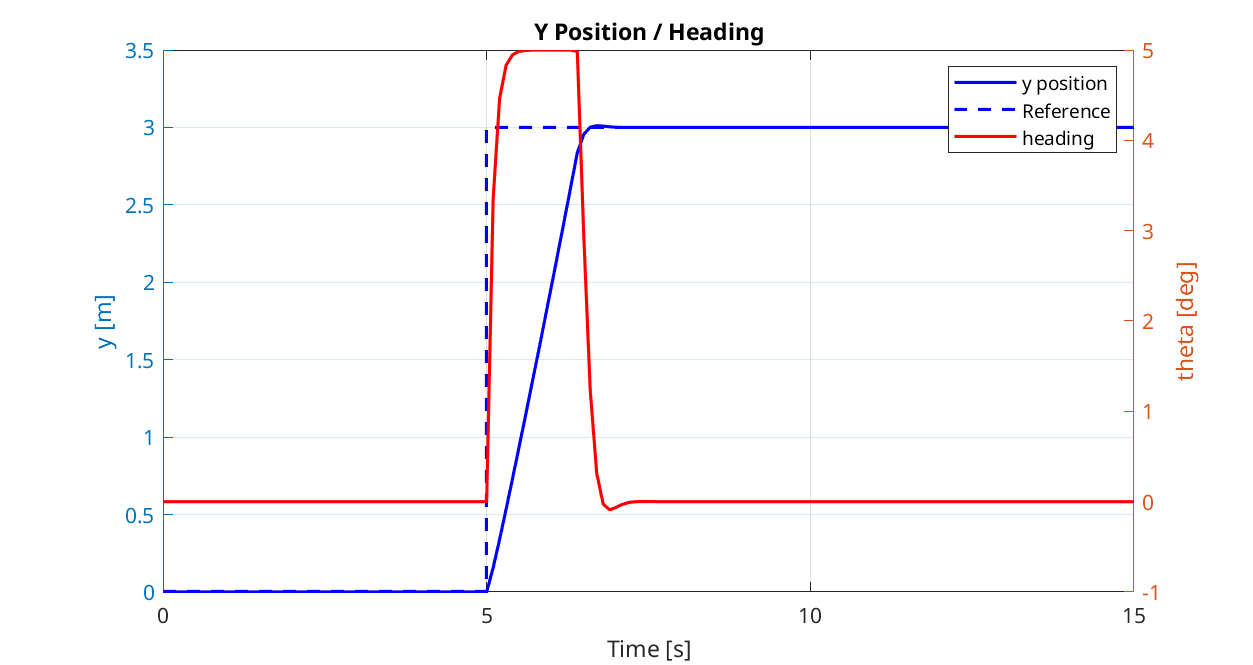 Y Position / Heading
y position
Reference
heading
3.5
3
2.5
2
1.5
1
0.5
0
y [m]
5
4
3
2
1
0
-1
theta [deg]
0
5
10
15
Time [s]